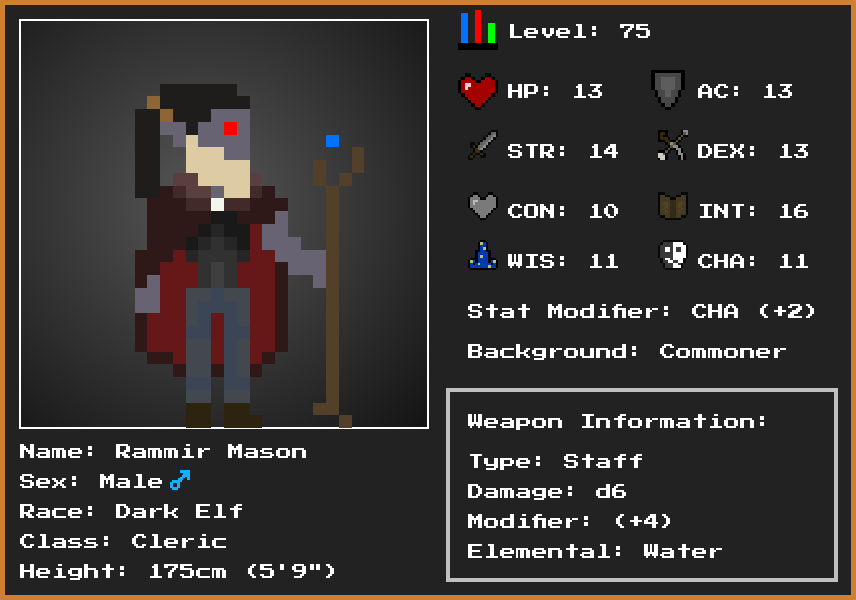 Level: 75
HP: 13
AC: 13
STR: 14
DEX: 13
CON: 10
INT: 16
WIS: 11
CHA: 11
Stat Modifier: CHA (+2)
Background: Commoner
Weapon Information:
Type: Staff
Damage: d6
Modifier: (+4)
Elemental: Water
Name: Rammir Mason
Sex: Male♂
Race: Dark Elf
Class: Cleric
Height: 175cm (5'9")